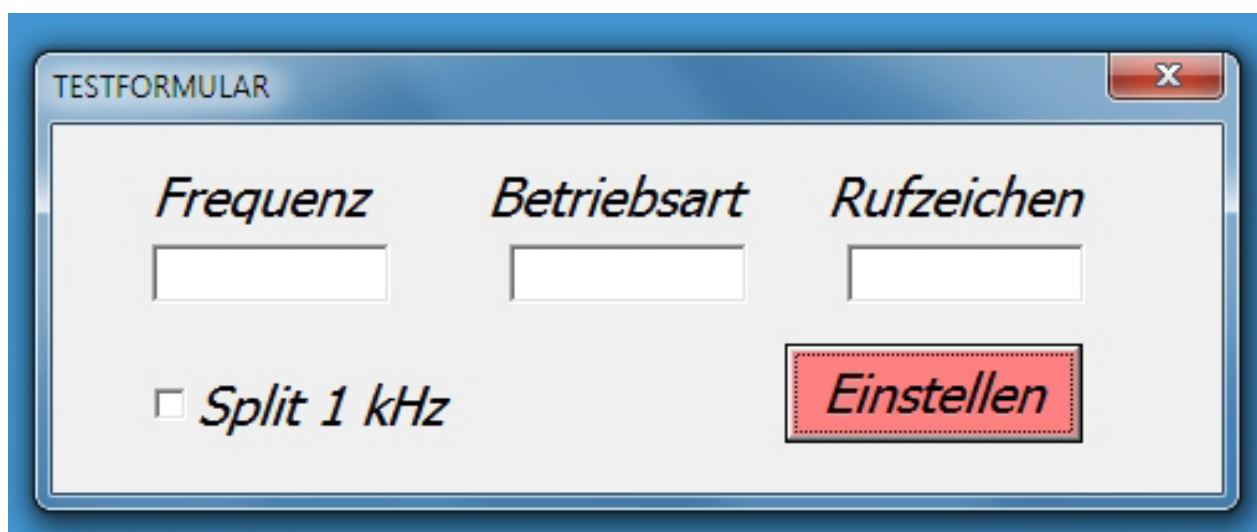 TESTFORMULAR
Frequenz Betriebsart Rufzeichen
Split 1 kHz Einstellen